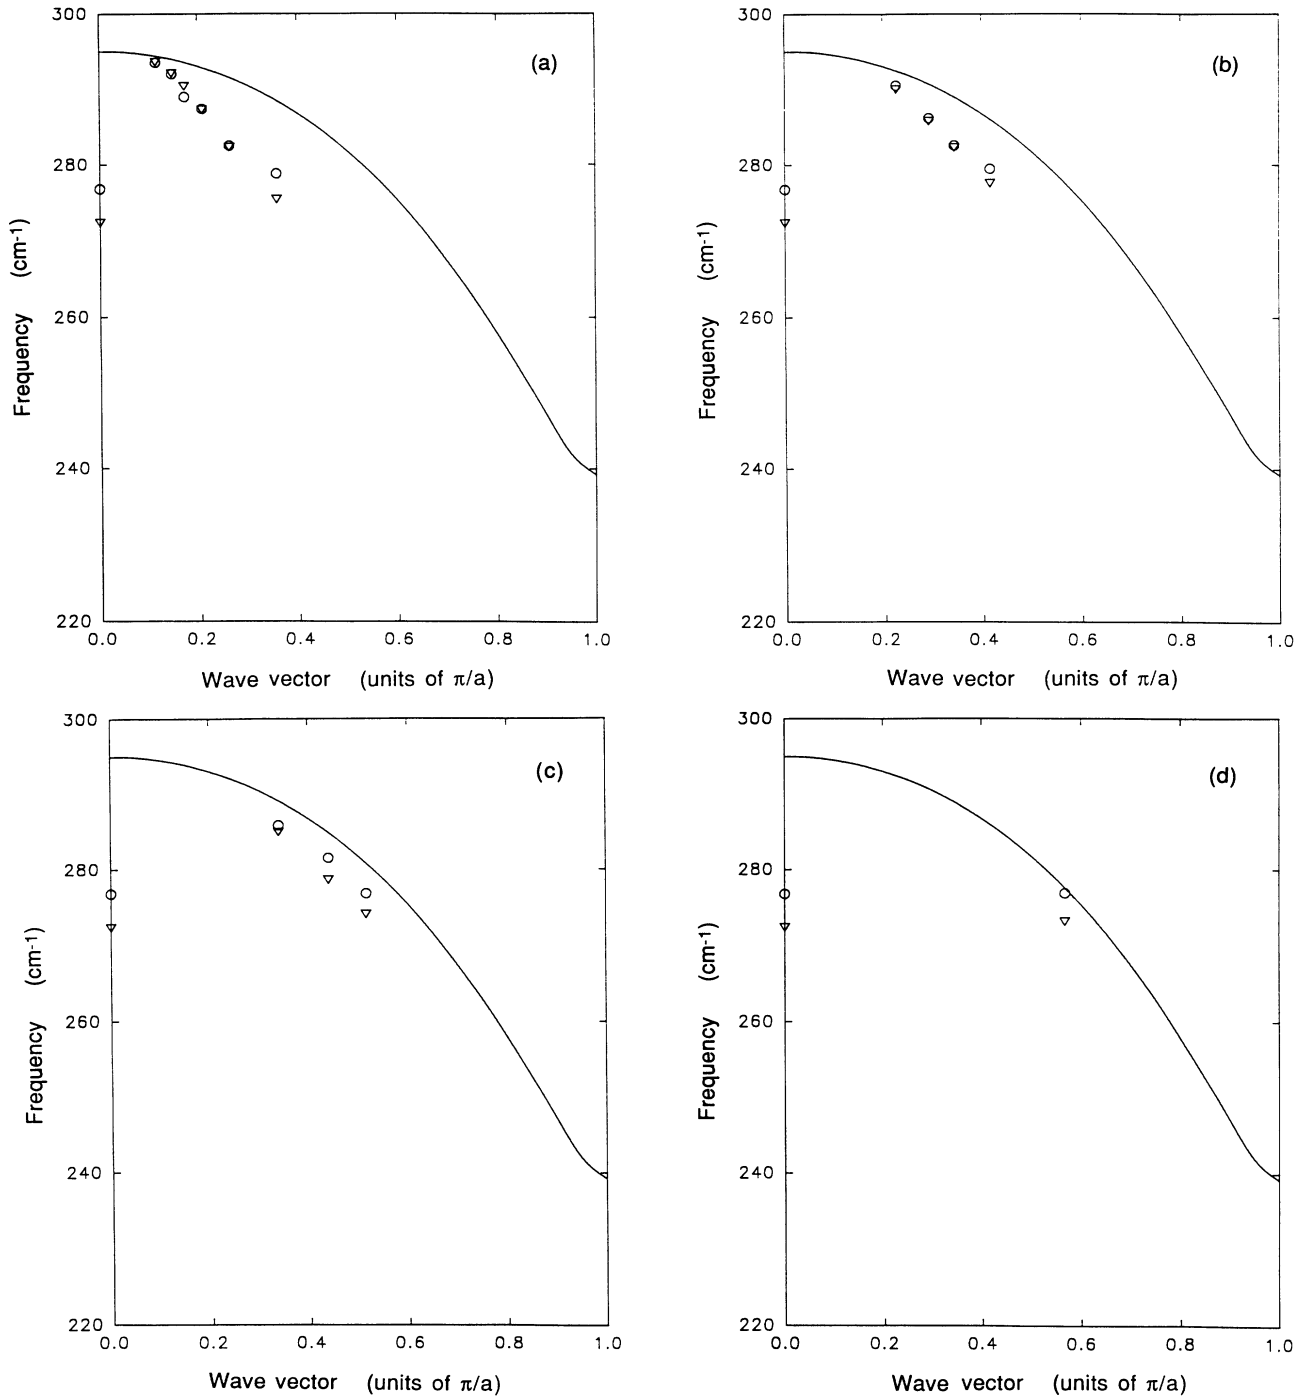 300
280
260
240
220
0.0 0.2 0.4 0.6 0.8 1.0
Frequency (cm-1)
Wave vector (units of π/a)
(a)
300
280
260
240
220
0.0 0.2 0.4 0.6 0.8 1.0
Frequency (cm-1)
Wave vector (units of π/a)
(b)
300
280
260
240
220
0.0 0.2 0.4 0.6 0.8 1.0
Frequency (cm-1)
Wave vector (units of π/a)
(c)
300
280
260
240
220
0.0 0.2 0.4 0.6 0.8 1.0
Frequency (cm-1)
Wave vector (units of π/a)
(d)